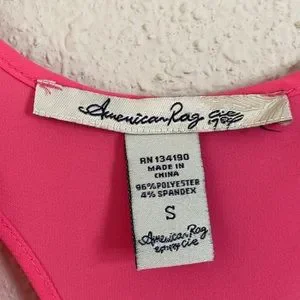 American Rag cie
RN 134190
MADE IN
CHINA
96% POLYESTER
4% SPANDEX
S
American Rag
cie